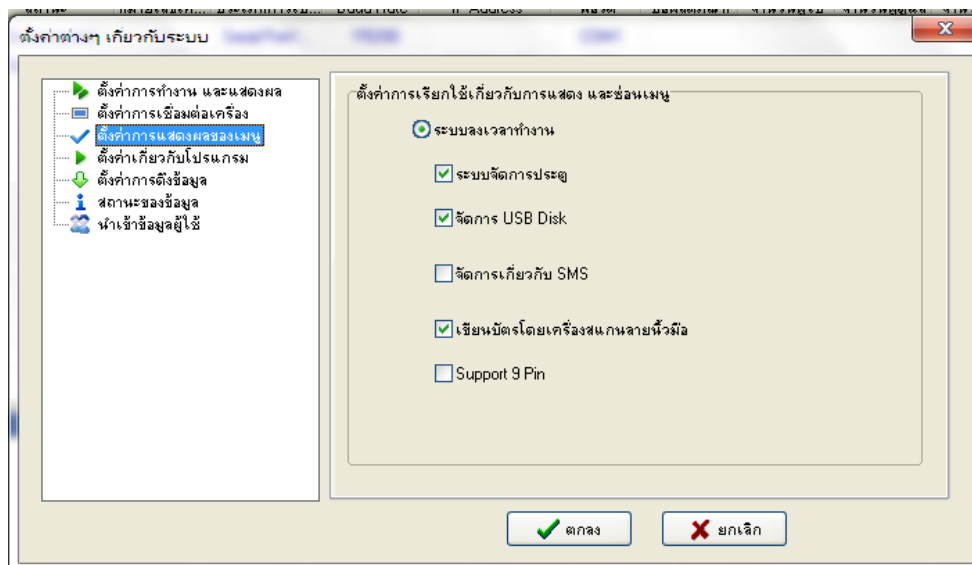 Baud Rate
IP Address
ตั้งค่าต่างๆ เกี่ยวกับระบบ
ตั้งค่าการทำงาน และแสดงผล
ตั้งค่าการเชื่อมต่อเครื่อง
ตั้งค่าการแสดงผลของเมนู
ตั้งค่าเกี่ยวกับโปรแกรม
ตั้งค่าการดึงข้อมูล
สถานะของข้อมูล
นำเข้าข้อมูลผู้ใช้
ตั้งค่าการเรียกใช้เกี่ยวกับการแสดง และซ่อนเมนู
ระบบลงเวลาทำงาน
ระบบจัดการประตู
จัดการ USB Disk
จัดการเกี่ยวกับ SMS
เขียนบัตรโดยเครื่องสแกนลายนิ้วมือ
Support 9 Pin
ตกลง
ยกเลิก